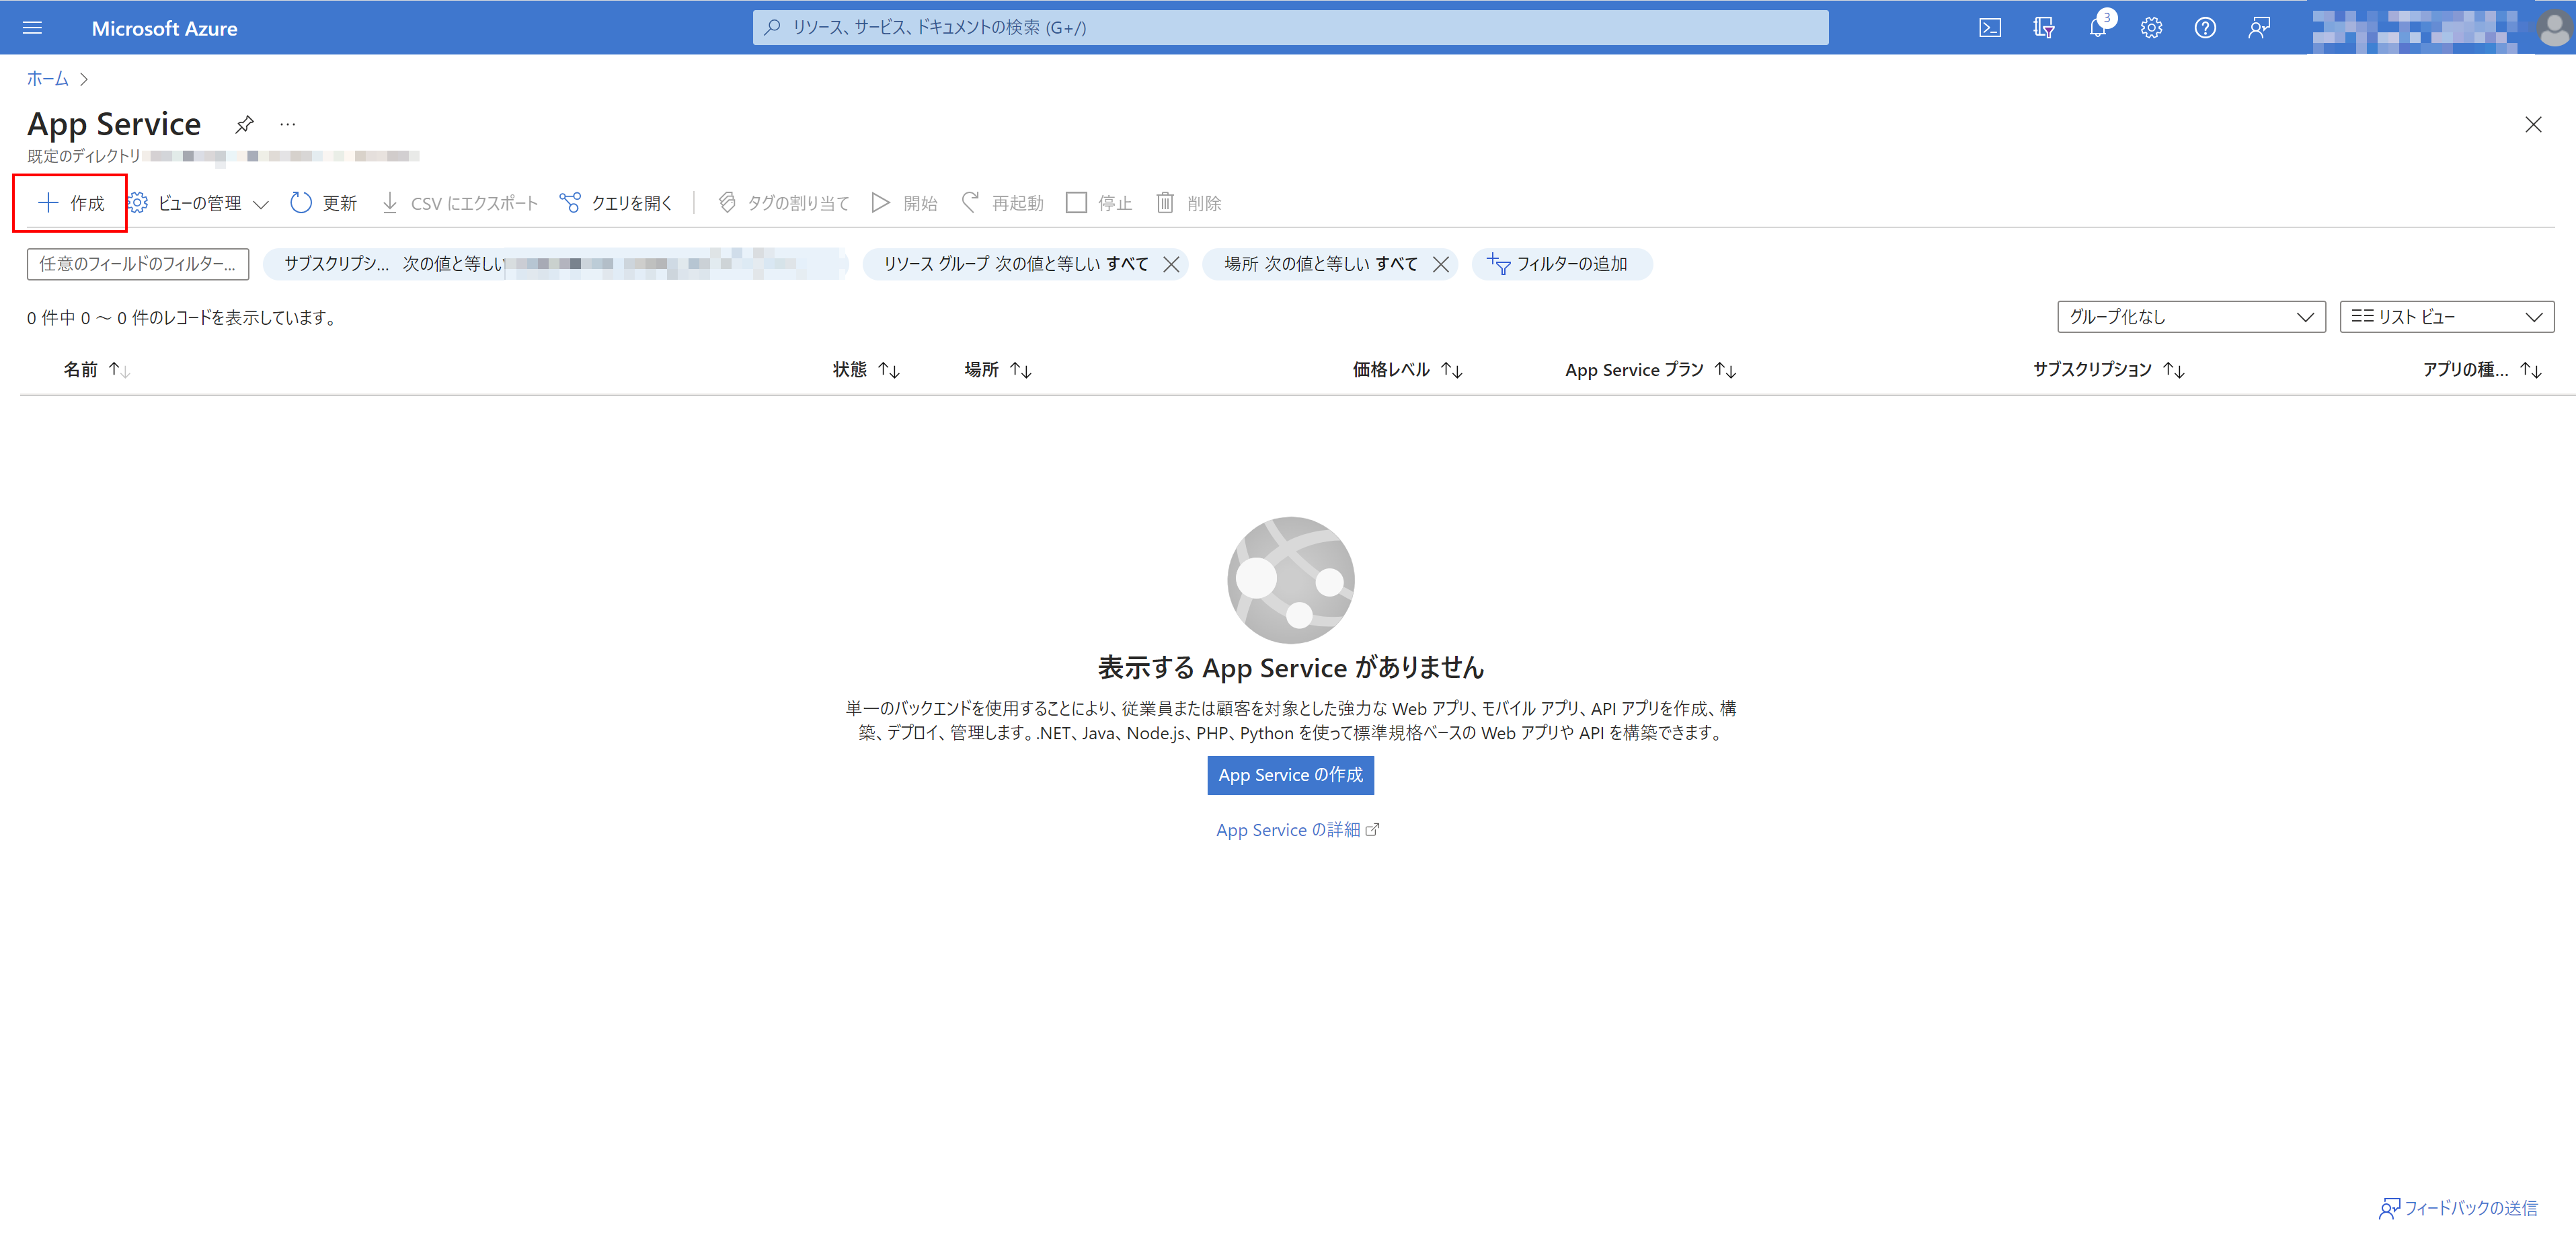 Microsoft Azure
リソース、サービス、ドキュメントの検索 (G+/)
3
ホーム
App Service
既定のディレクトリ
作成
ビューの管理
更新
CSV にエクスポート
クエリを開く
タグの割り当て
開始
再起動
停止
削除
任意のフィールドのフィルター...
サブスクリプシ... 次の値と等しい
リソース グループ 次の値と等しい すべて
場所 次の値と等しい すべて
フィルターの追加
0 件中 0 ～ 0 件のレコードを表示しています。
グループ化なし
リスト ビュー
名前
状態
場所
価格レベル
App Service プラン
サブスクリプション
アプリの種...
表示する App Service がありません
単一のバックエンドを使用することにより、従業員または顧客を対象とした強力な Web アプリ、モバイル アプリ、API アプリを作成、構
築、デプロイ、管理します。.NET、Java、Node.js、PHP、Python を使って標準規格ベースの Web アプリや API を構築できます。
App Service の作成
App Service の詳細
フィードバックの送信